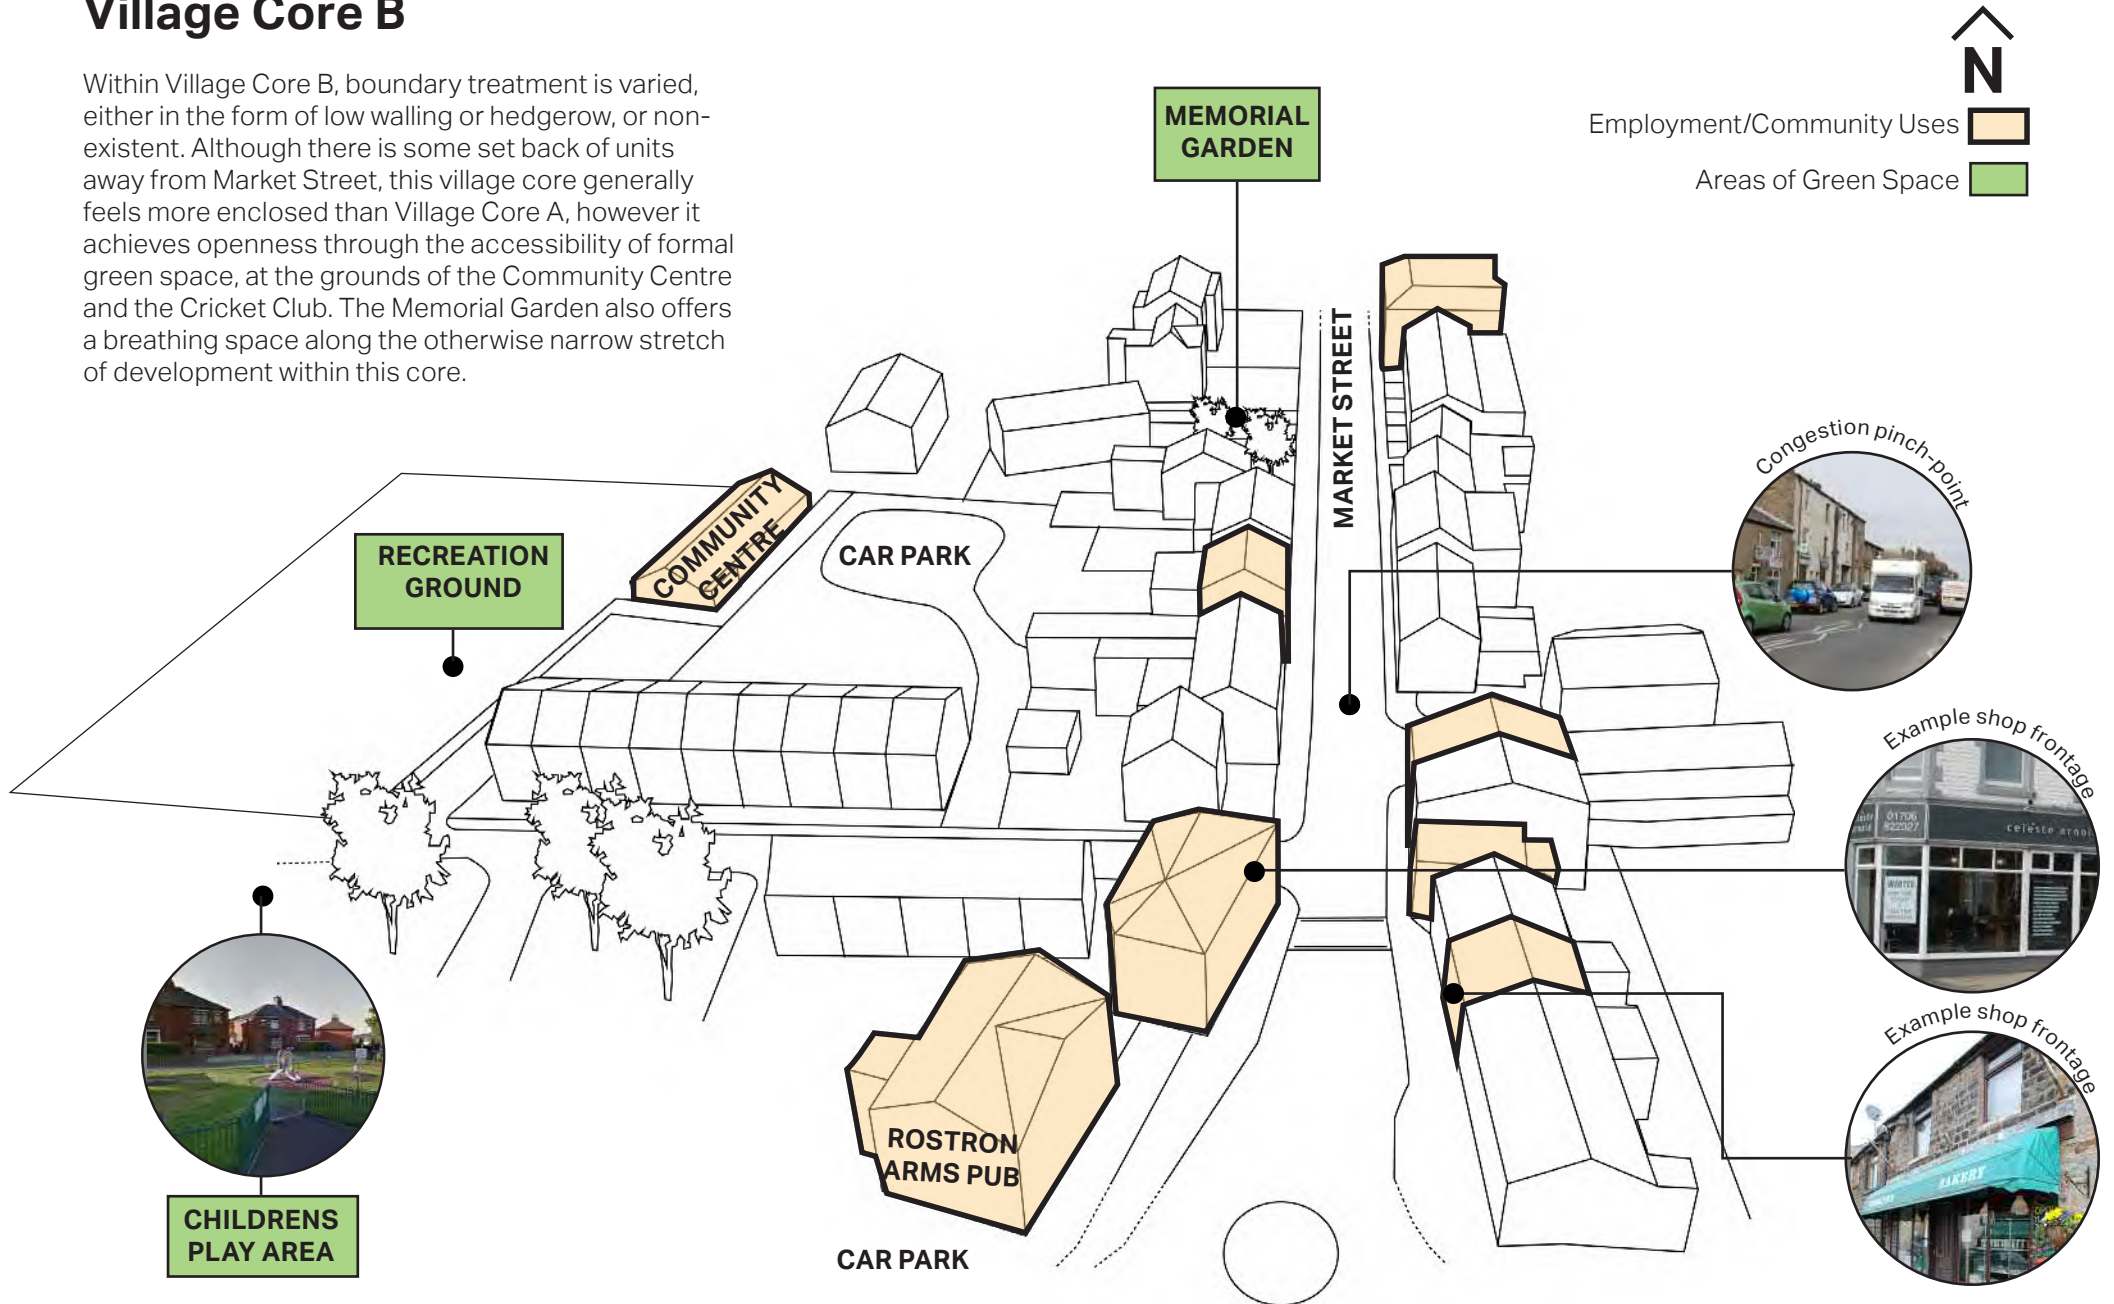 Village Core B
Within Village Core B, boundary treatment is varied,
either in the form of low walling or hedgerow, or non-
existent. Although there is some set back of units
away from Market Street, this village core generally
feels more enclosed than Village Core A, however it
achieves openness through the accessibility of formal
green space, at the grounds of the Community Centre
and the Cricket Club. The Memorial Garden also offers
a breathing space along the otherwise narrow stretch
of development within this core.
N
Employment/Community Uses
Areas of Green Space
MEMORIAL
GARDEN
MARKET STREET
Congestion pinch-point
COMMUNITY
CENTRE
CAR PARK
RECREATION
GROUND
Example shop frontage
01706
822027
celeste arnol
WANTED
Example shop frontage
BAKERY
ROSTRON
ARMS PUB
CHILDRENS
PLAY AREA
CAR PARK